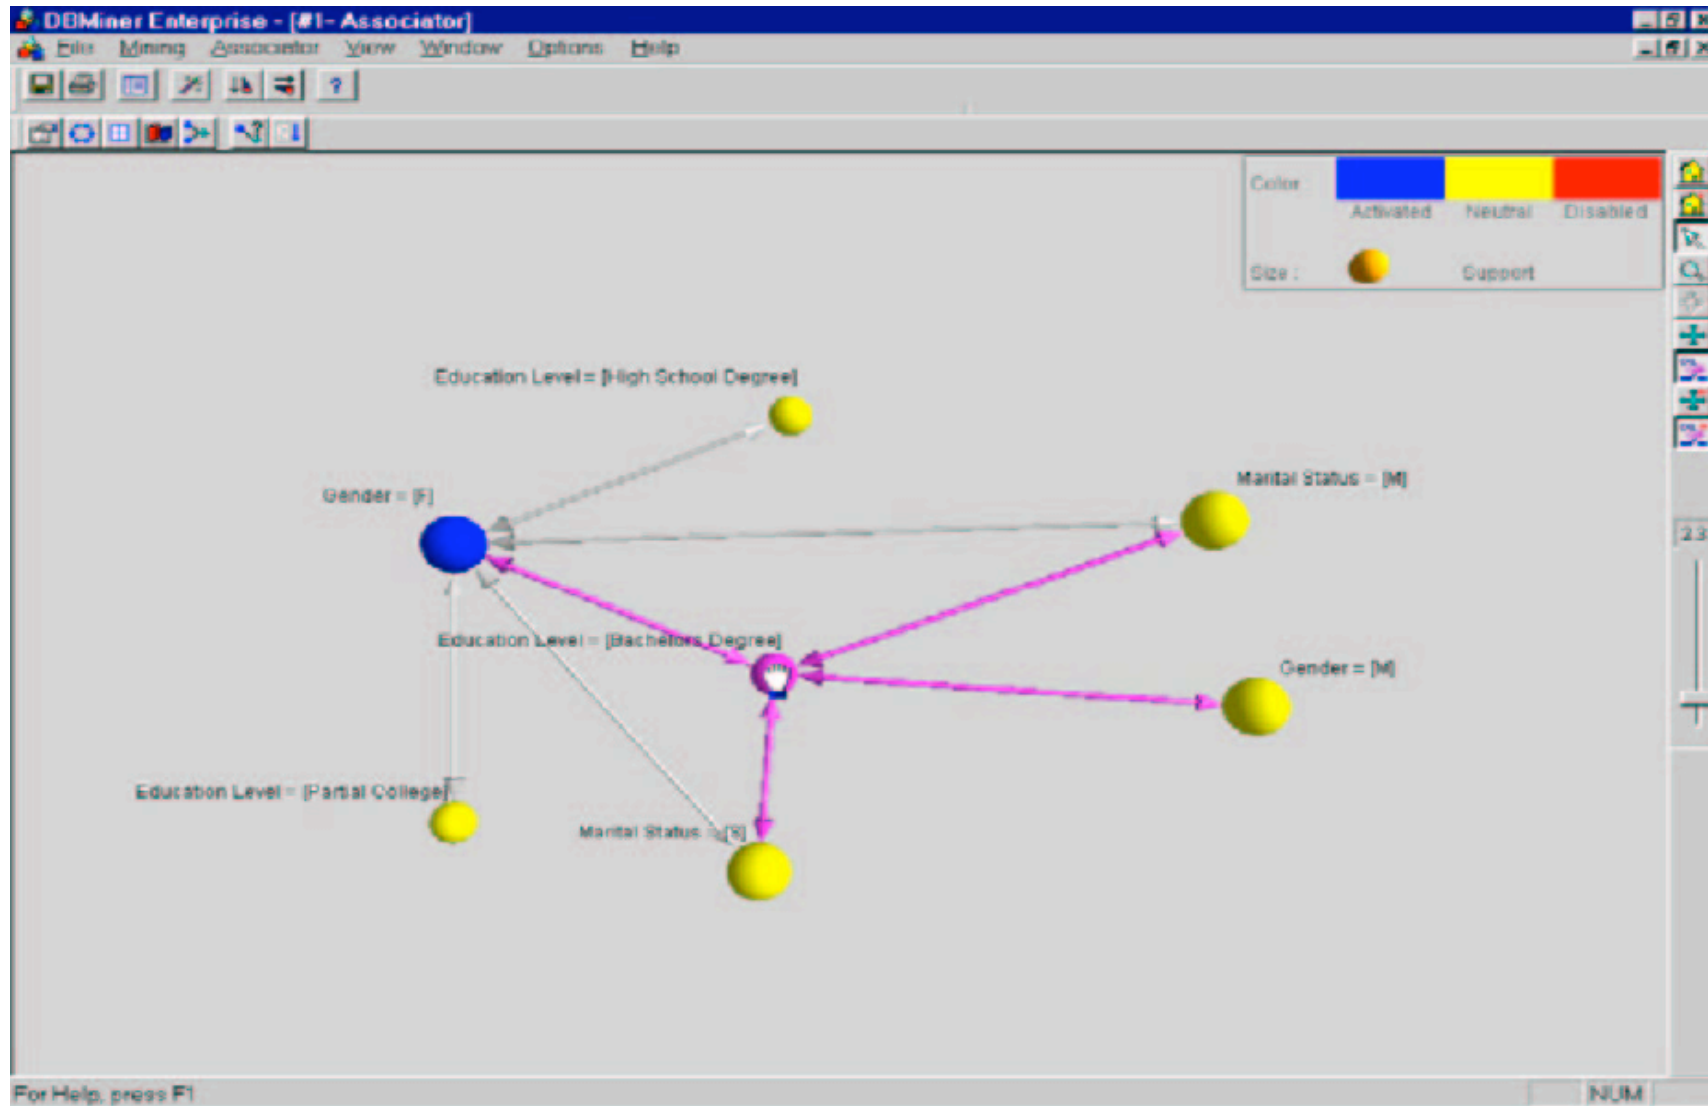 DBMiner Enterprise - [#1- Associator]
File Mining Associator View Window Options Help
Color
Activated Neutral Disabled
Size : Support
Education Level = [High School Degree]
Gender = [F]
Marital Status = [M]
2.3
Education Level = [Bachelors Degree]
Gender = [M]
Education Level = [Partial College]
Marital Status = [S]
For Help, press F1
NUM